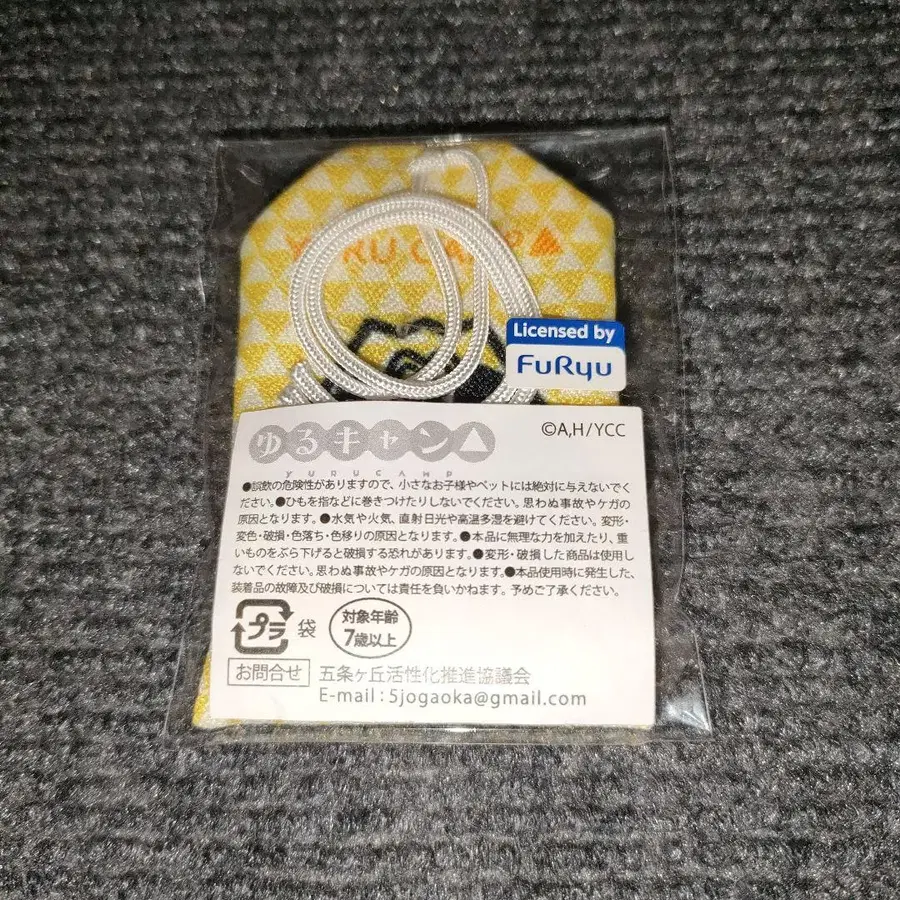 YURU CAMP▲
Licensed by
FuRyu
ゆるキャン△
©A,H/YCC
YURUCAMP
●誤飲の危険性がありますので、小さなお子様やペットには絶対に与えないでく
ださい。●ひもを指などに巻きつけたりしないでください。思わぬ事故やケガの
原因となります。●水気や火気、直射日光や高温多湿を避けてください。変形・
変色・破損・色落ち・色移りの原因となります。●本品に無理な力を加えたり、重
いものをぶら下げると破損する恐れがあります。●変形・破損した商品は使用し
ないでください。思わぬ事故やケガの原因となります。●本品使用時に発生した、
装着品の故障及び破損については責任を負いかねます。予めご了承ください。
プラ 袋
対象年齢
7歳以上
お問合せ 五条ヶ丘活性化推進協議会
E-mail : 5jogaoka@gmail.com